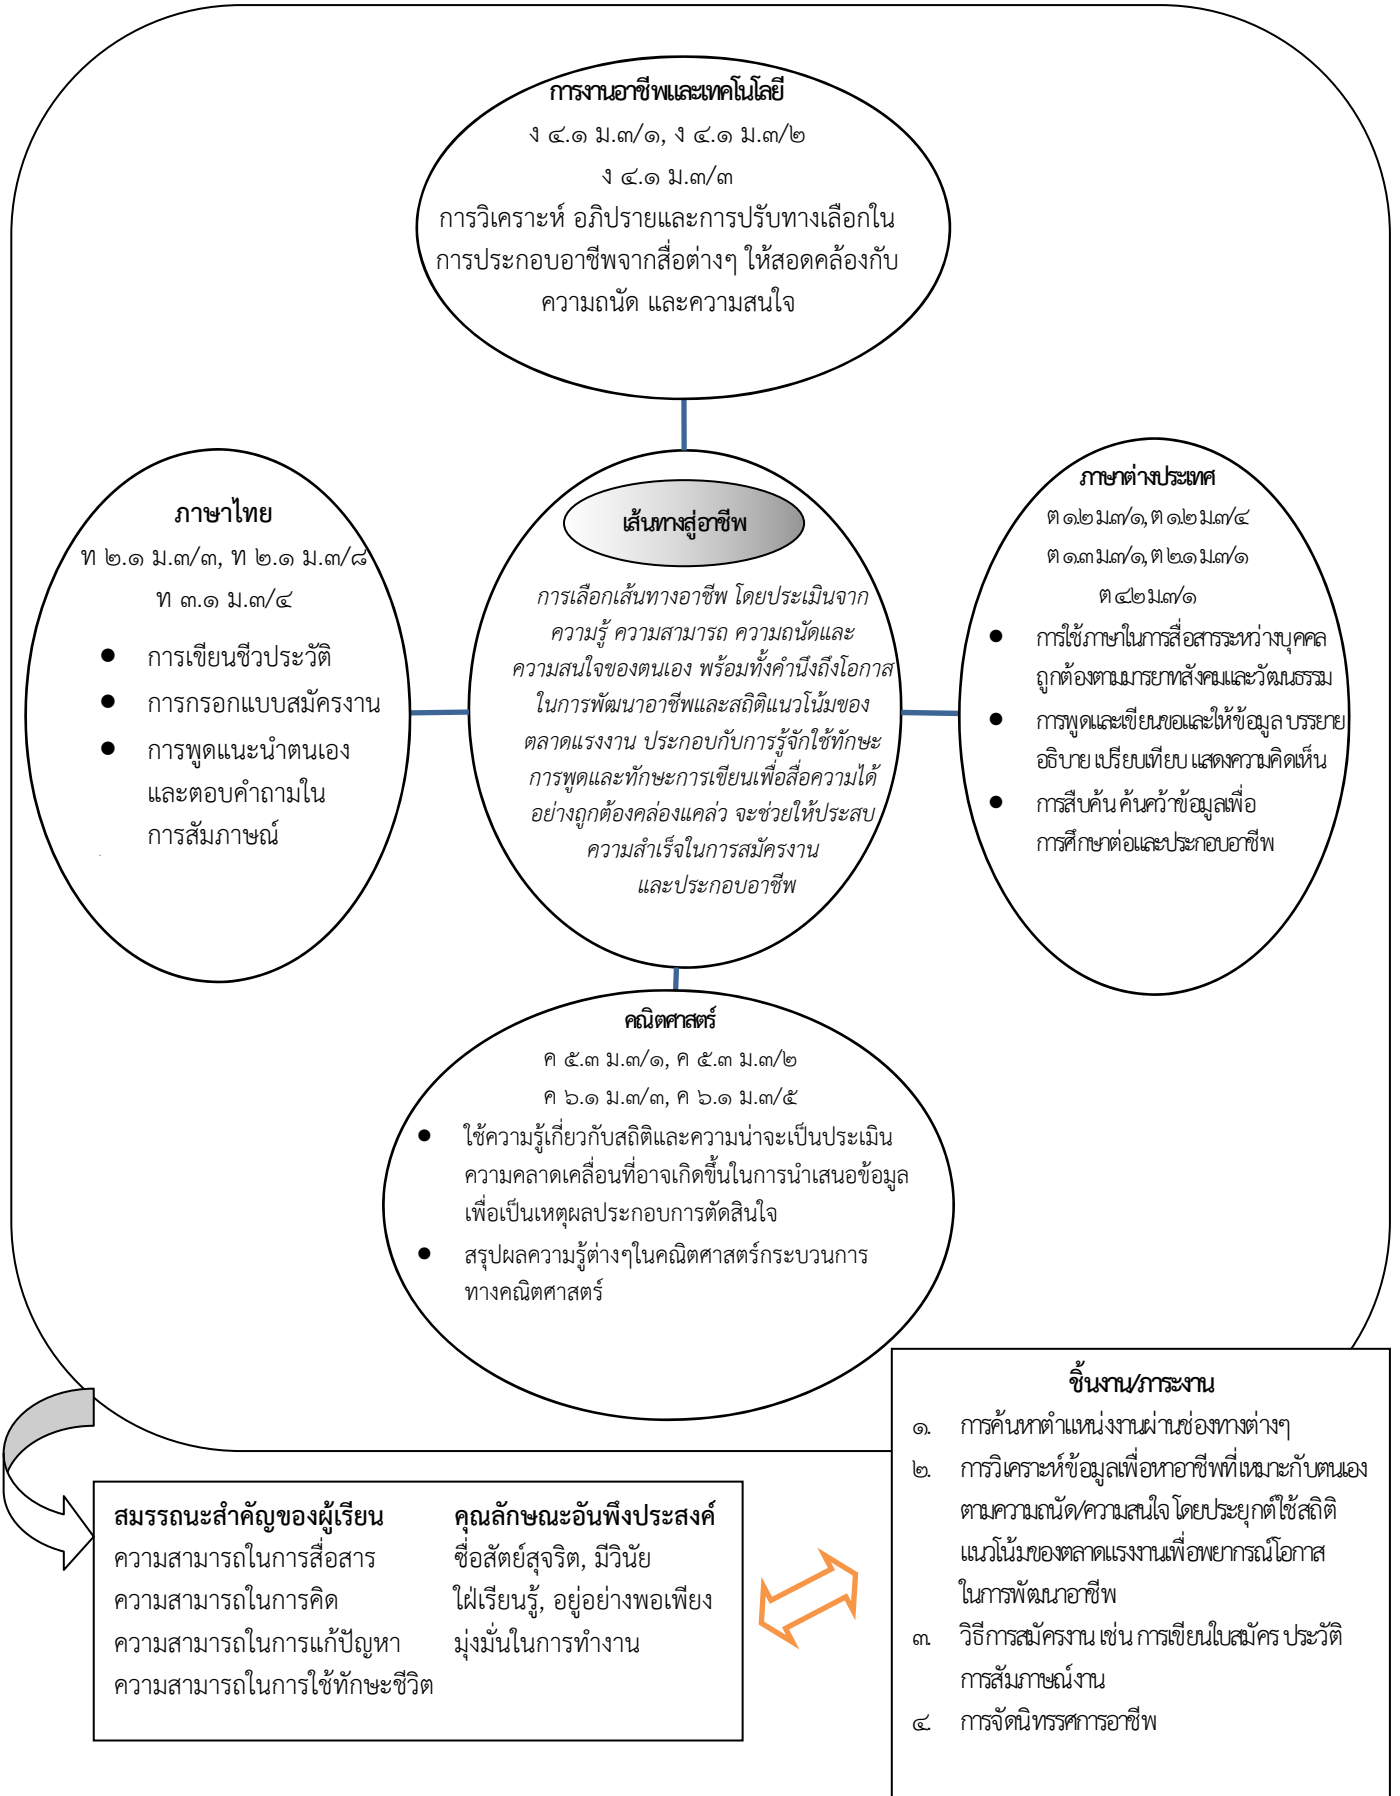 การงานอาชีพและเทคโนโลยี
ง ๔.๑ ม.๓/๑, ง ๔.๑ ม.๓/๒
ง ๔.๑ ม.๓/๓
การวิเคราะห์ อภิปรายและการปรับทางเลือกใน
การประกอบอาชีพจากสื่อต่างๆ ให้สอดคล้องกับ
ความถนัด และความสนใจ
ภาษาไทย
ท ๒.๑ ม.๓/๓, ท ๒.๑ ม.๓/๘
ท ๓.๑ ม.๓/๔
● การเขียนชีวประวัติ
● การกรอกแบบสมัครงาน
● การพูดแนะนำตนเอง
และตอบคำถามใน
การสัมภาษณ์
เส้นทางสู่อาชีพ
การเลือกเส้นทางอาชีพ โดยประเมินจาก
ความรู้ ความสามารถ ความถนัดและ
ความสนใจของตนเอง พร้อมทั้งคำนึงถึงโอกาส
ในการพัฒนาอาชีพและสถิติแนวโน้มของ
ตลาดแรงงาน ประกอบกับการรู้จักใช้ทักษะ
การพูดและทักษะการเขียนเพื่อสื่อความได้
อย่างถูกต้องคล่องแคล่ว จะช่วยให้ประสบ
ความสำเร็จในการสมัครงาน
และประกอบอาชีพ
ภาษาต่างประเทศ
ต ๑.๒ ม.๓/๑, ต ๑.๒ ม.๓/๔
ต ๑.๓ ม.๓/๑, ต ๒.๑ ม.๓/๑
ต ๔.๒ ม.๓/๑
● การใช้ภาษาในการสื่อสารระหว่างบุคคล
ถูกต้องตามมารยาทสังคมและวัฒนธรรม
● การพูดและเขียนขอและให้ข้อมูล บรรยาย
อธิบาย เปรียบเทียบ แสดงความคิดเห็น
● การสืบค้น ค้นคว้าข้อมูลเพื่อ
การศึกษาต่อและประกอบอาชีพ
คณิตศาสตร์
ค ๕.๓ ม.๓/๑, ค ๕.๓ ม.๓/๒
ค ๖.๑ ม.๓/๓, ค ๖.๑ ม.๓/๕
● ใช้ความรู้เกี่ยวกับสถิติและความน่าจะเป็นประเมิน
ความคลาดเคลื่อนที่อาจเกิดขึ้นในการนำเสนอข้อมูล
เพื่อเป็นเหตุผลประกอบการตัดสินใจ
● สรุปผลความรู้ต่างๆในคณิตศาสตร์กระบวนการ
ทางคณิตศาสตร์
สมรรถนะสำคัญของผู้เรียน
ความสามารถในการสื่อสาร
ความสามารถในการคิด
ความสามารถในการแก้ปัญหา
ความสามารถในการใช้ทักษะชีวิต
คุณลักษณะอันพึงประสงค์
ซื่อสัตย์สุจริต, มีวินัย
ใฝ่เรียนรู้, อยู่อย่างพอเพียง
มุ่งมั่นในการทำงาน
ชิ้นงาน/ภาระงาน
๑. การค้นหาตำแหน่งงานผ่านช่องทางต่างๆ
๒. การวิเคราะห์ข้อมูลเพื่อหาอาชีพที่เหมาะกับตนเอง
ตามความถนัด/ความสนใจ โดยประยุกต์ใช้สถิติ
แนวโน้มของตลาดแรงงานเพื่อพยากรณ์โอกาส
ในการพัฒนาอาชีพ
๓. วิธีการสมัครงาน เช่น การเขียนใบสมัคร ประวัติ
การสัมภาษณ์งาน
๔. การจัดนิทรรศการอาชีพ